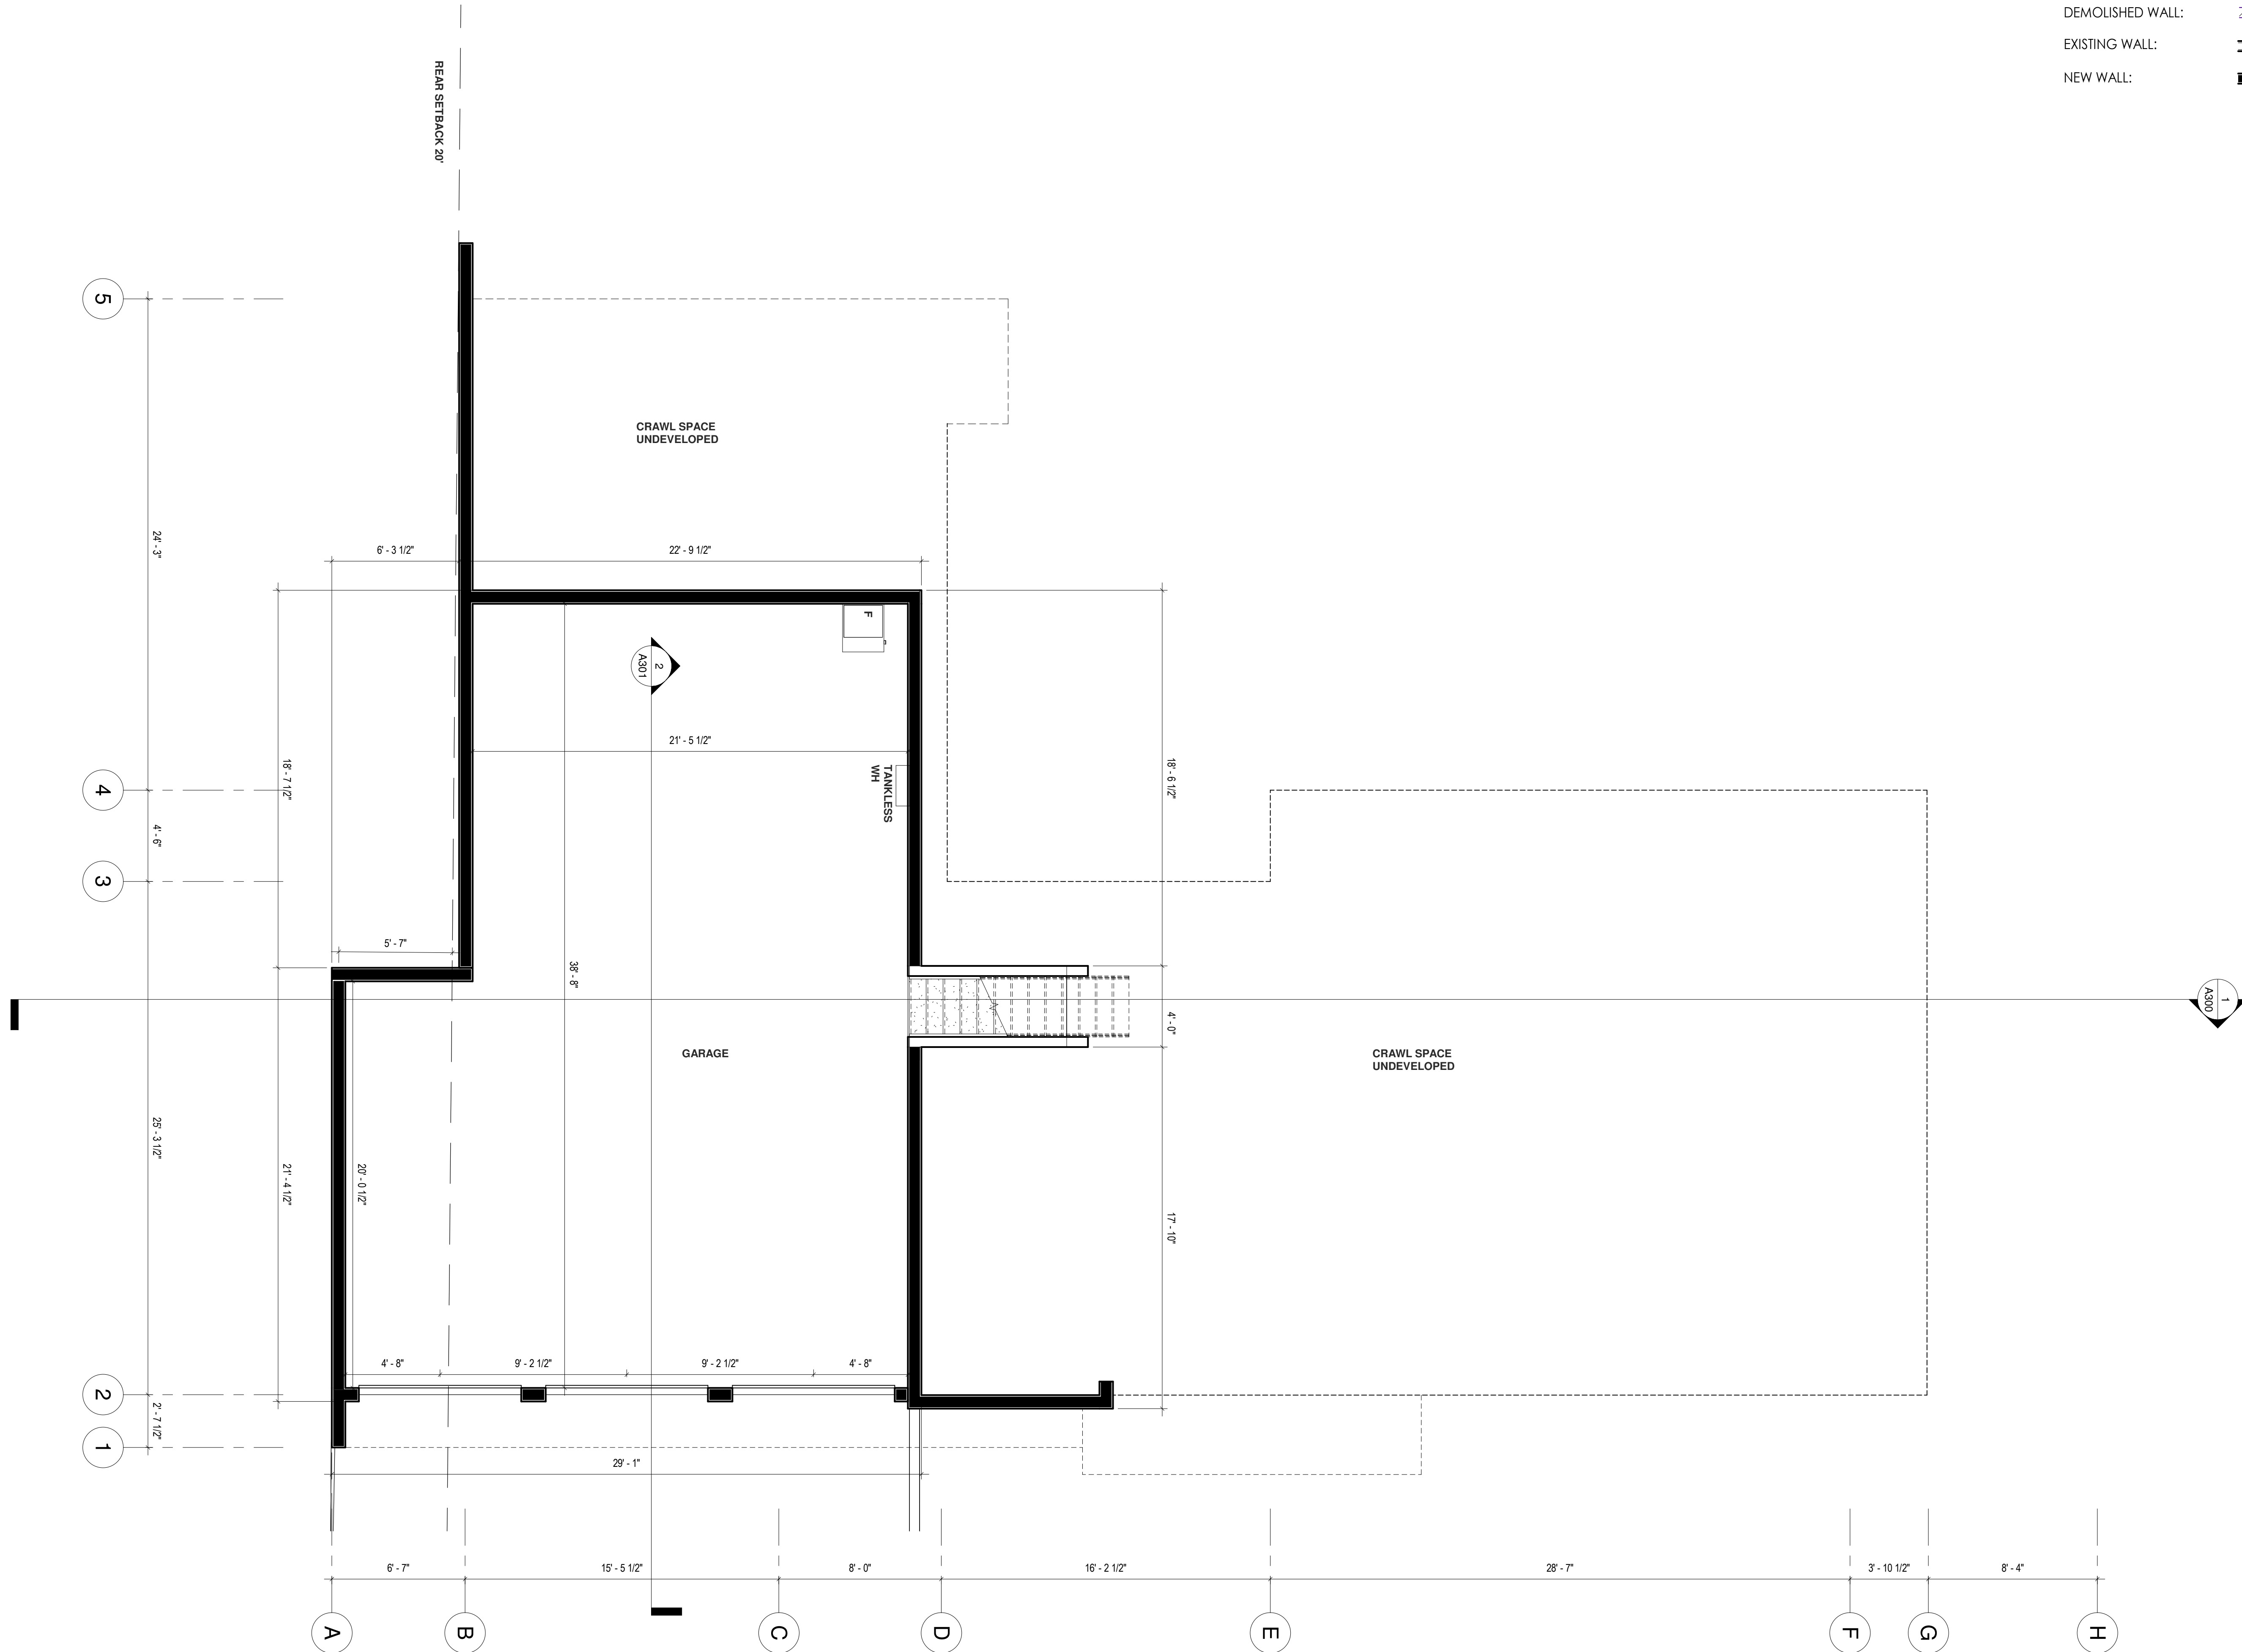 DEMOLISHED WALL:
EXISTING WALL:
NEW WALL:
REAR SETBACK 20'
5
4
3
2
1
24' - 3"
4' - 6"
25' - 3 1/2"
2' - 7 1/2"
CRAWL SPACE
UNDEVELOPED
6' - 3 1/2"
22' - 9 1/2"
F
2
A301
21' - 5 1/2"
TANKLESS
WH
18' - 7 1/2"
18' - 6 1/2"
5' - 7"
38' - 8"
4' - 0"
1
A300
GARAGE
CRAWL SPACE
UNDEVELOPED
21' - 4 1/2"
20' - 0 1/2"
17' - 10"
4' - 8"
9' - 2 1/2"
9' - 2 1/2"
4' - 8"
29' - 1"
6' - 7"
15' - 5 1/2"
8' - 0"
16' - 2 1/2"
28' - 7"
3' - 10 1/2"
8' - 4"
A
B
C
D
E
F
G
H